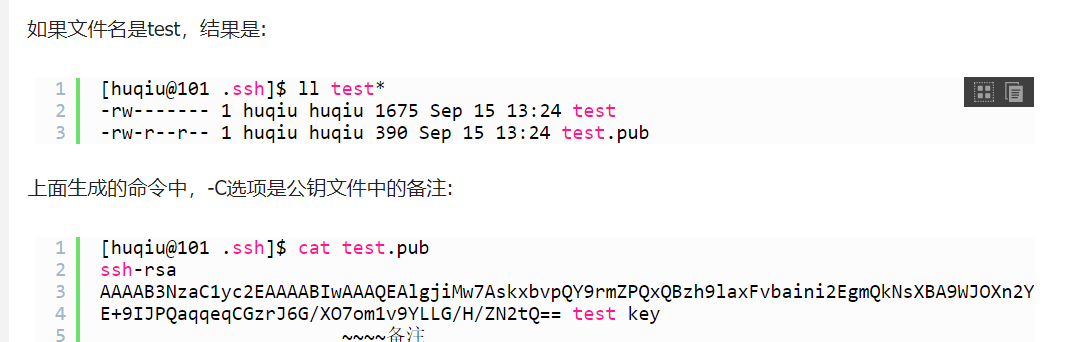 如果文件名是test，结果是:
1 [huqiu@101 .ssh]$ ll test*
2 -rw------- 1 huqiu huqiu 1675 Sep 15 13:24 test
3 -rw-r--r-- 1 huqiu huqiu 390 Sep 15 13:24 test.pub
上面生成的命令中，-C选项是公钥文件中的备注:
1 [huqiu@101 .ssh]$ cat test.pub
2 ssh-rsa
3 AAAAB3NzaC1yc2EAAAABIwAAAQEAlgjiMw7AskxbvpQY9rmZPQxQBzh9laxFvbaini2EgmQkNsXBA9WJOXn2Y
4 E+9IJPQaqqeqCGzrJ6G/XO7om1v9YLLG/H/ZN2tQ== test key
5 ~~~~备注